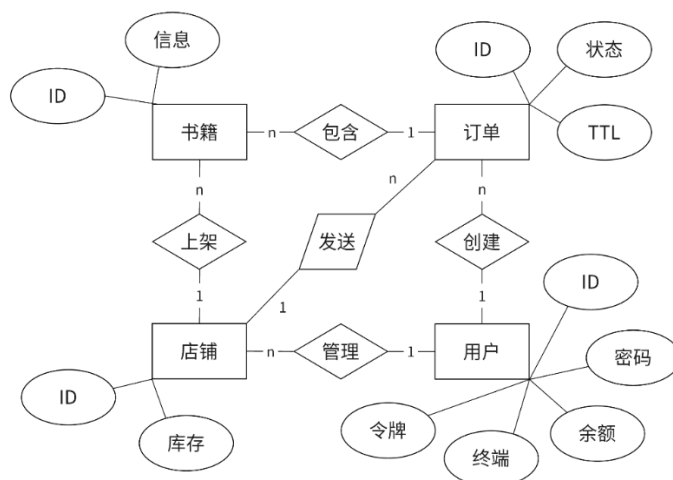 信息
ID
状态
ID
书籍
n
包含
1
订单
TTL
n
n
n
上架
发送
创建
1
1
1
ID
店铺
n
管理
1
用户
密码
ID
库存
令牌
终端
余额